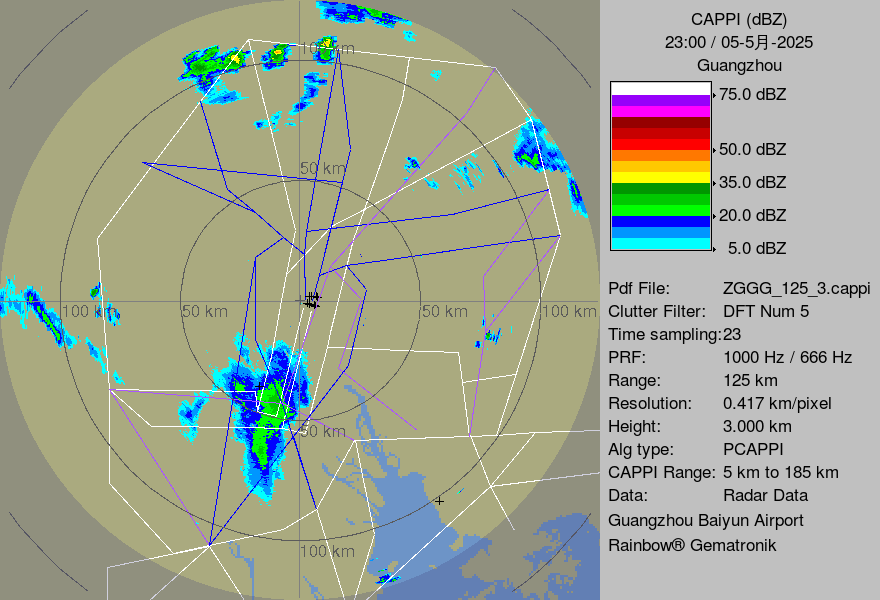 CAPPI (dBZ)
23:00 / 05-5月-2025
Guangzhou
75.0 dBZ
50.0 dBZ
35.0 dBZ
20.0 dBZ
5.0 dBZ
100 km
50 km
100 km
50 km
50 km
100 km
50 km
100 km
Pdf File: ZGGG_125_3.cappi
Clutter Filter: DFT Num 5
Time sampling:23
PRF: 1000 Hz / 666 Hz
Range: 125 km
Resolution: 0.417 km/pixel
Height: 3.000 km
Alg type: PCAPPI
CAPPI Range: 5 km to 185 km
Data: Radar Data
Guangzhou Baiyun Airport
Rainbow® Gematronik